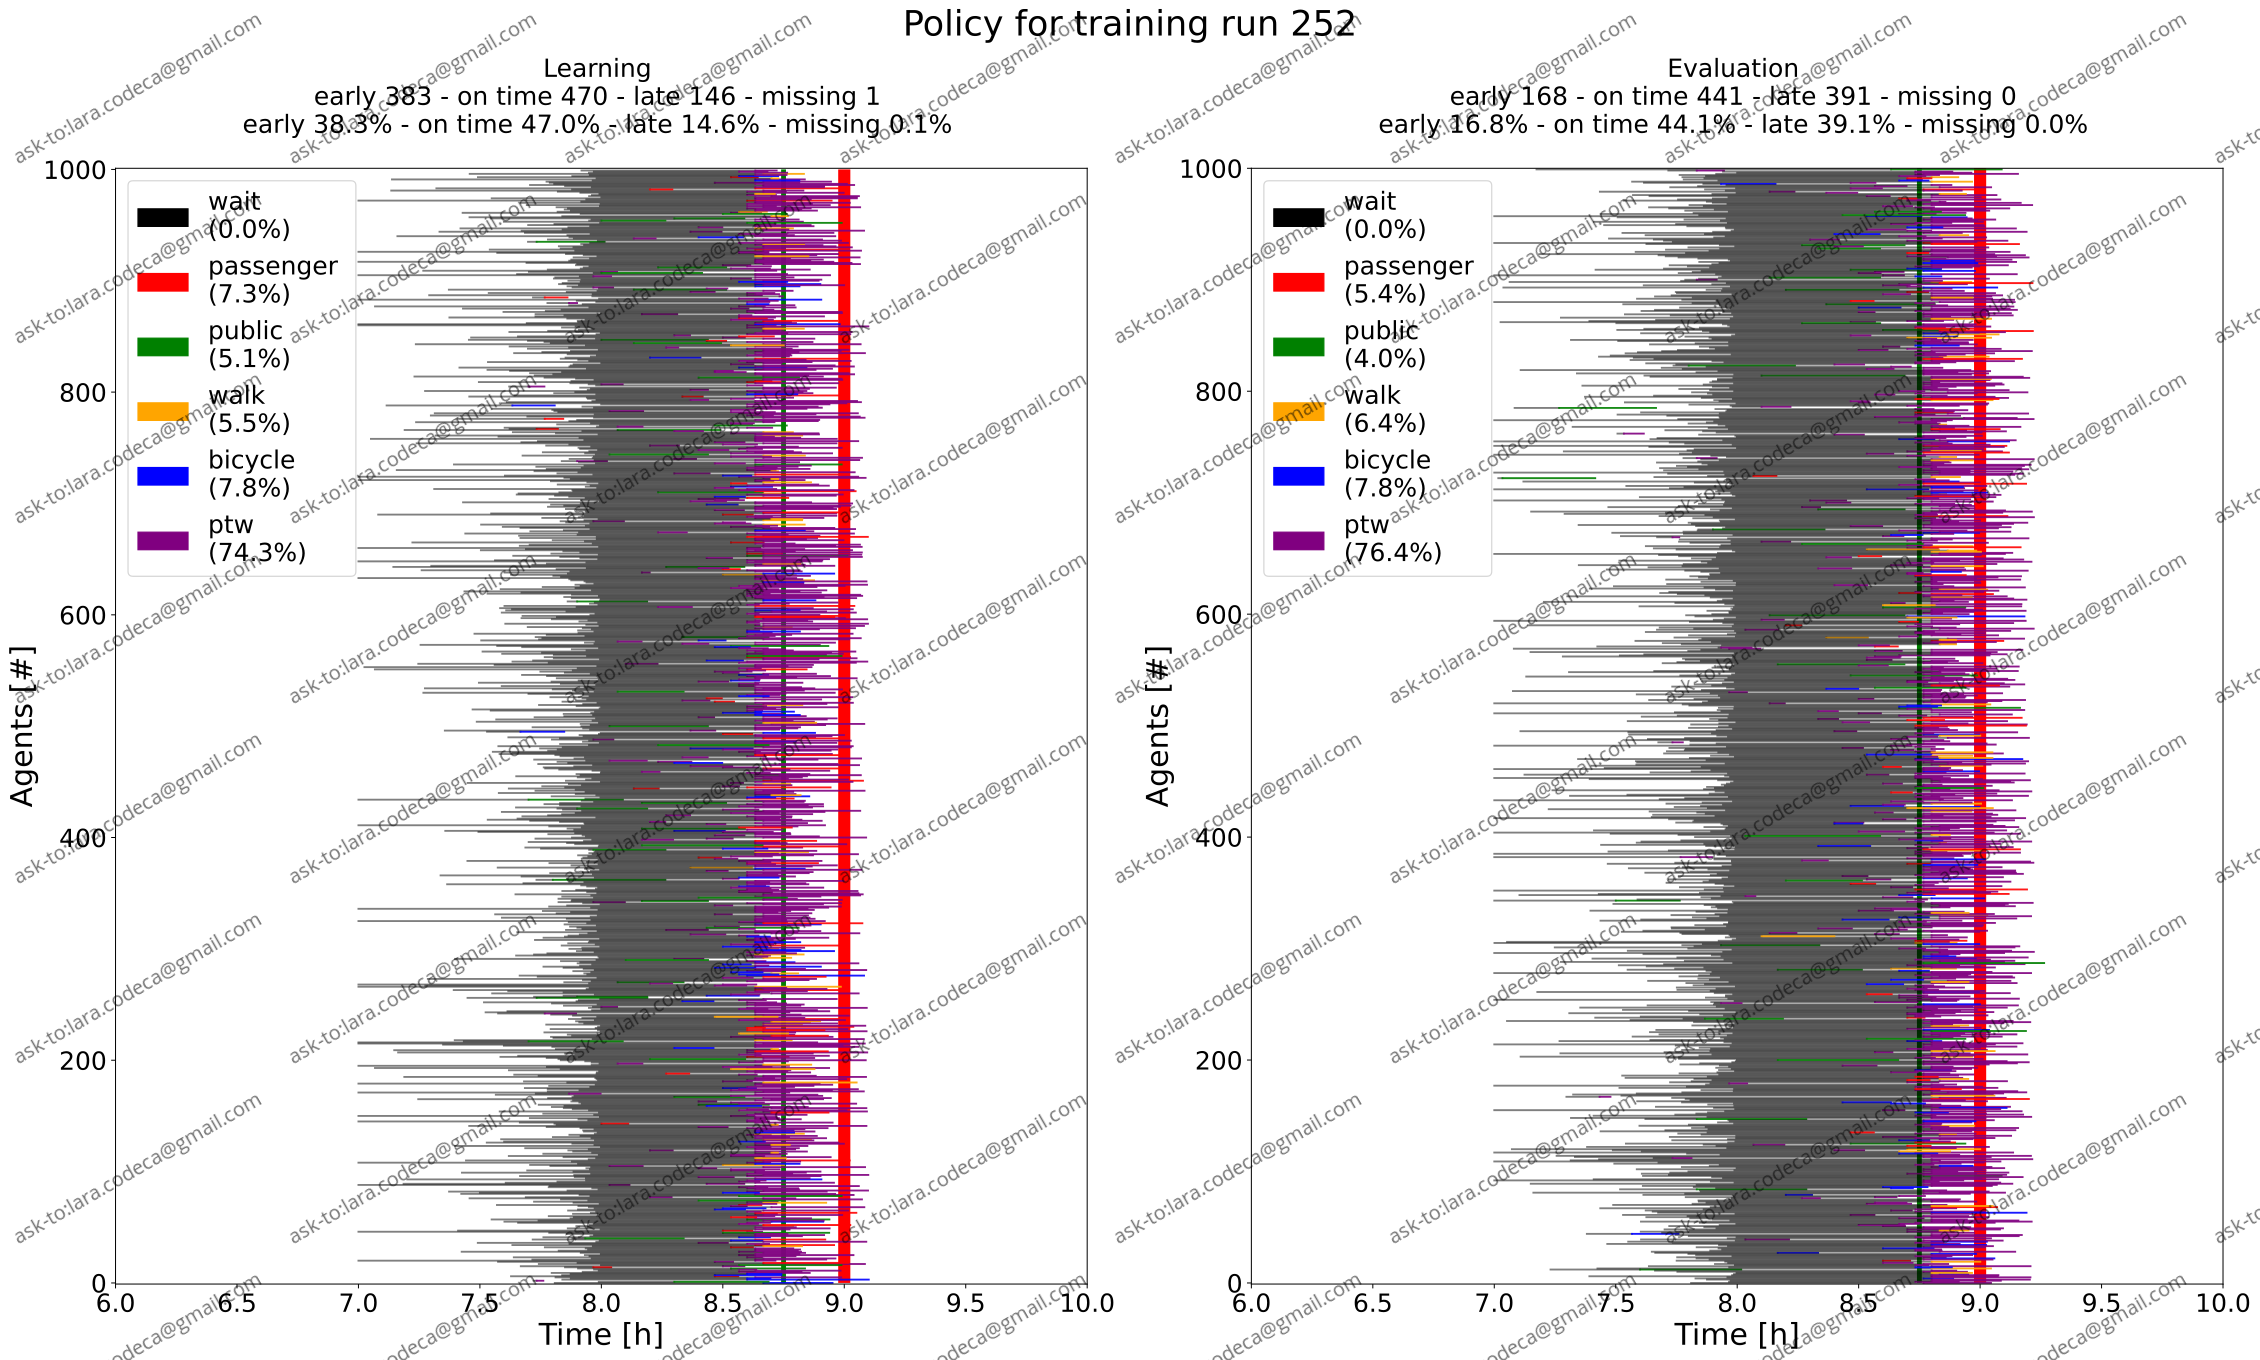 Policy for training run 252
Learning
early 383 - on time 470 - late 146 - missing 1
early 38.3% - on time 47.0% - late 14.6% - missing 0.1%
1000
800
600
400
200
0
Agents [#]
wait
(0.0%)
passenger
(7.3%)
public
(5.1%)
walk
(5.5%)
bicycle
(7.8%)
ptw
(74.3%)
6.0 6.5 7.0 7.5 8.0 8.5 9.0 9.5 10.0
Time [h]
Evaluation
early 168 - on time 441 - late 391 - missing 0
early 16.8% - on time 44.1% - late 39.1% - missing 0.0%
1000
800
600
400
200
0
Agents [#]
wait
(0.0%)
passenger
(5.4%)
public
(4.0%)
walk
(6.4%)
bicycle
(7.8%)
ptw
(76.4%)
6.0 6.5 7.0 7.5 8.0 8.5 9.0 9.5 10.0
Time [h]
ask-to:lara.codeca@gmail.com